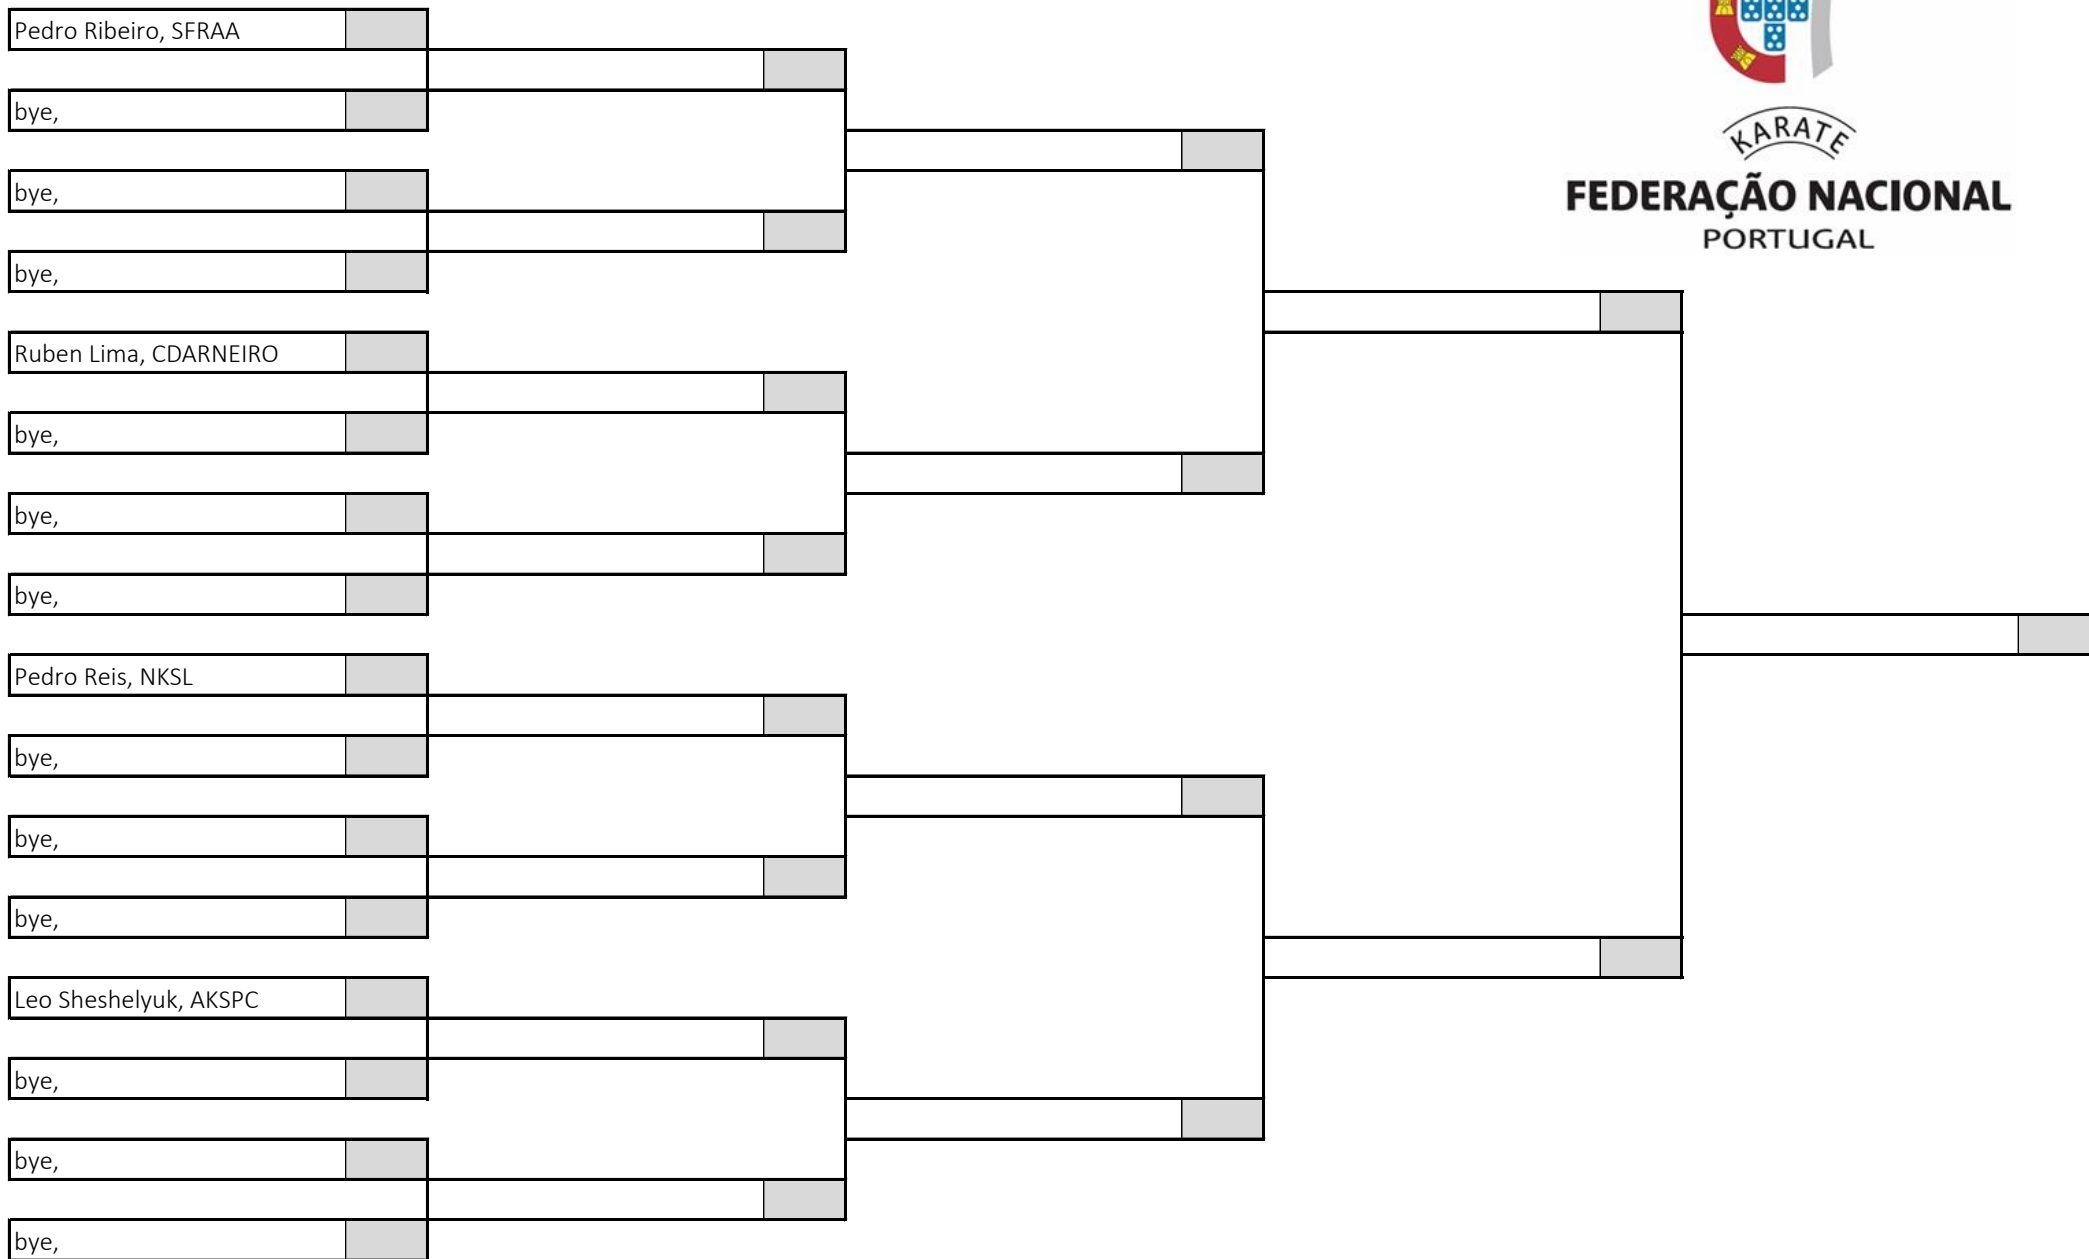 Pedro Ribeiro, SFRAA
bye,
bye,
bye,
Ruben Lima, CDARNEIRO
bye,
bye,
bye,
Pedro Reis, NKSL
bye,
bye,
bye,
Leo Sheshelyuk, AKSPC
bye,
bye,
bye,
KARATE
FEDERAÇÃO NACIONAL
PORTUGAL